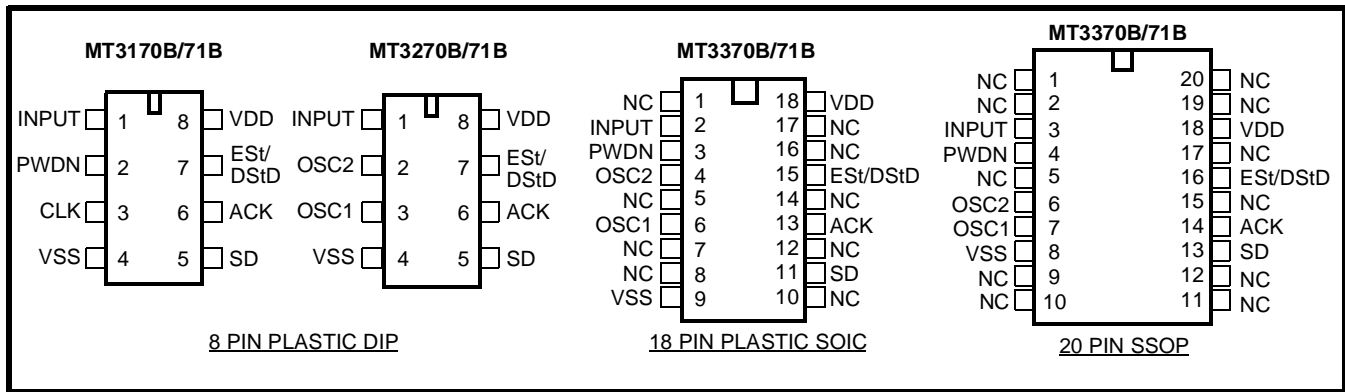 MT3170B/71B
INPUT 1 8 VDD
PWDN 2 7 ESt/
DStD
CLK 3 6 ACK
VSS 4 5 SD
MT3270B/71B
INPUT 1 8 VDD
OSC2 2 7 ESt/
DStD
OSC1 3 6 ACK
VSS 4 5 SD
8 PIN PLASTIC DIP
MT3370B/71B
NC 1 18 VDD
INPUT 2 17 NC
PWDN 3 16 NC
OSC2 4 15 ESt/DStD
NC 5 14 NC
OSC1 6 13 ACK
NC 7 12 NC
NC 8 11 SD
VSS 9 10 NC
18 PIN PLASTIC SOIC
MT3370B/71B
NC 1 20 NC
NC 2 19 NC
INPUT 3 18 VDD
PWDN 4 17 NC
NC 5 16 ESt/DStD
OSC2 6 15 NC
OSC1 7 14 ACK
VSS 8 13 SD
NC 9 12 NC
NC 10 11 NC
20 PIN SSOP